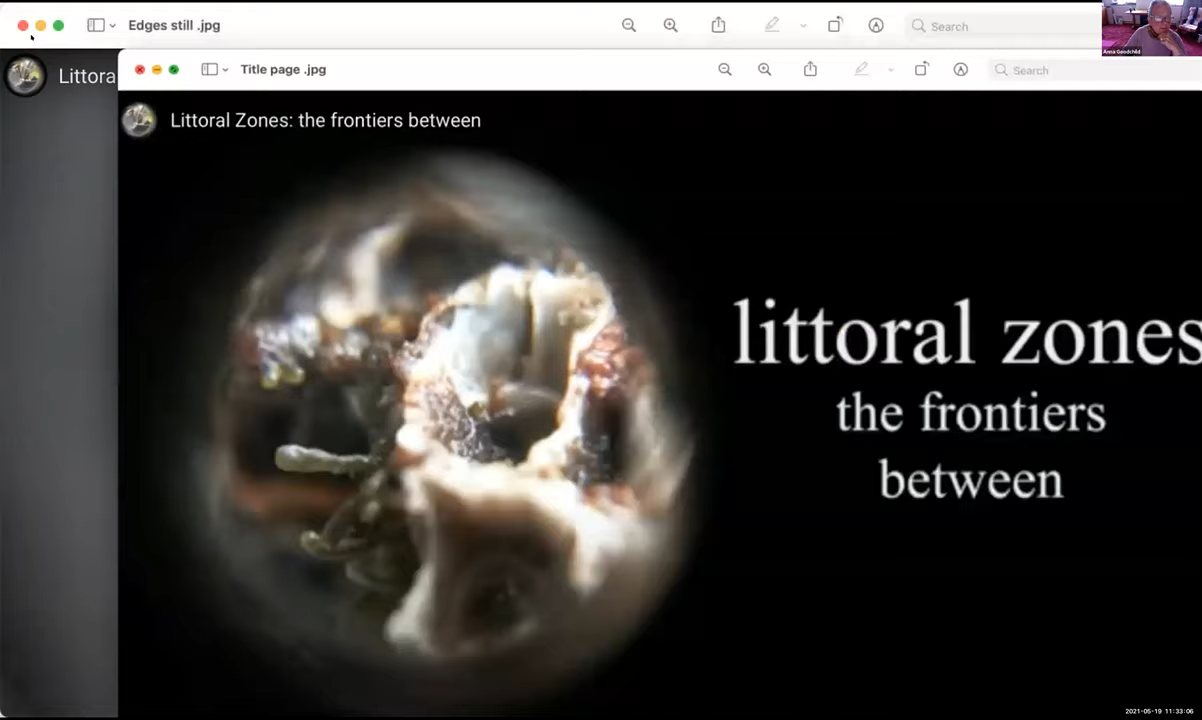 Edges still .jpg
Search
Anna Goodchild
Littora
Title page .jpg
Search
Littoral Zones: the frontiers between
littoral zones
the frontiers
between
2021-05-19 11:33:06